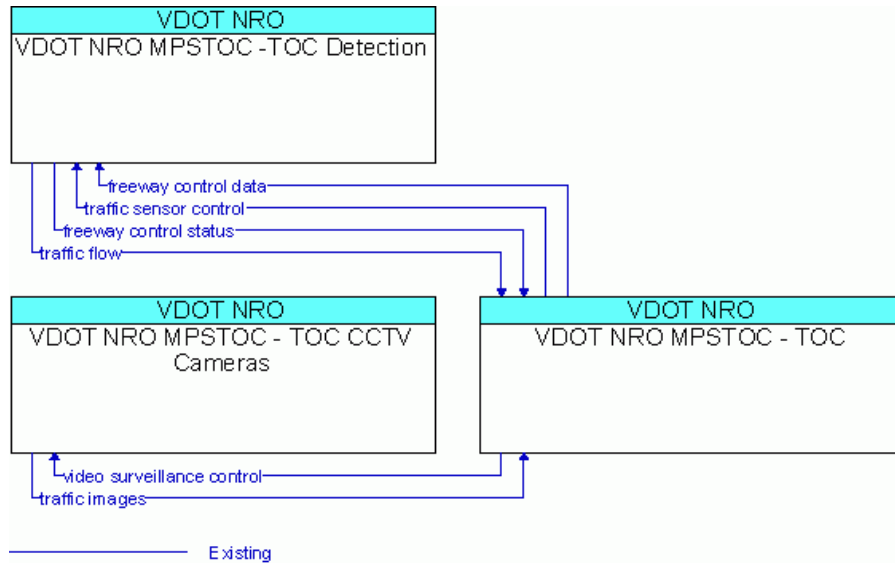 VDOT NRO
VDOT NRO MPSTOC -TOC Detection
freeway control data
traffic sensor control
freeway control status
traffic flow
VDOT NRO
VDOT NRO MPSTOC - TOC CCTV
Cameras
VDOT NRO
VDOT NRO MPSTOC - TOC
video surveillance control
traffic images
Existing